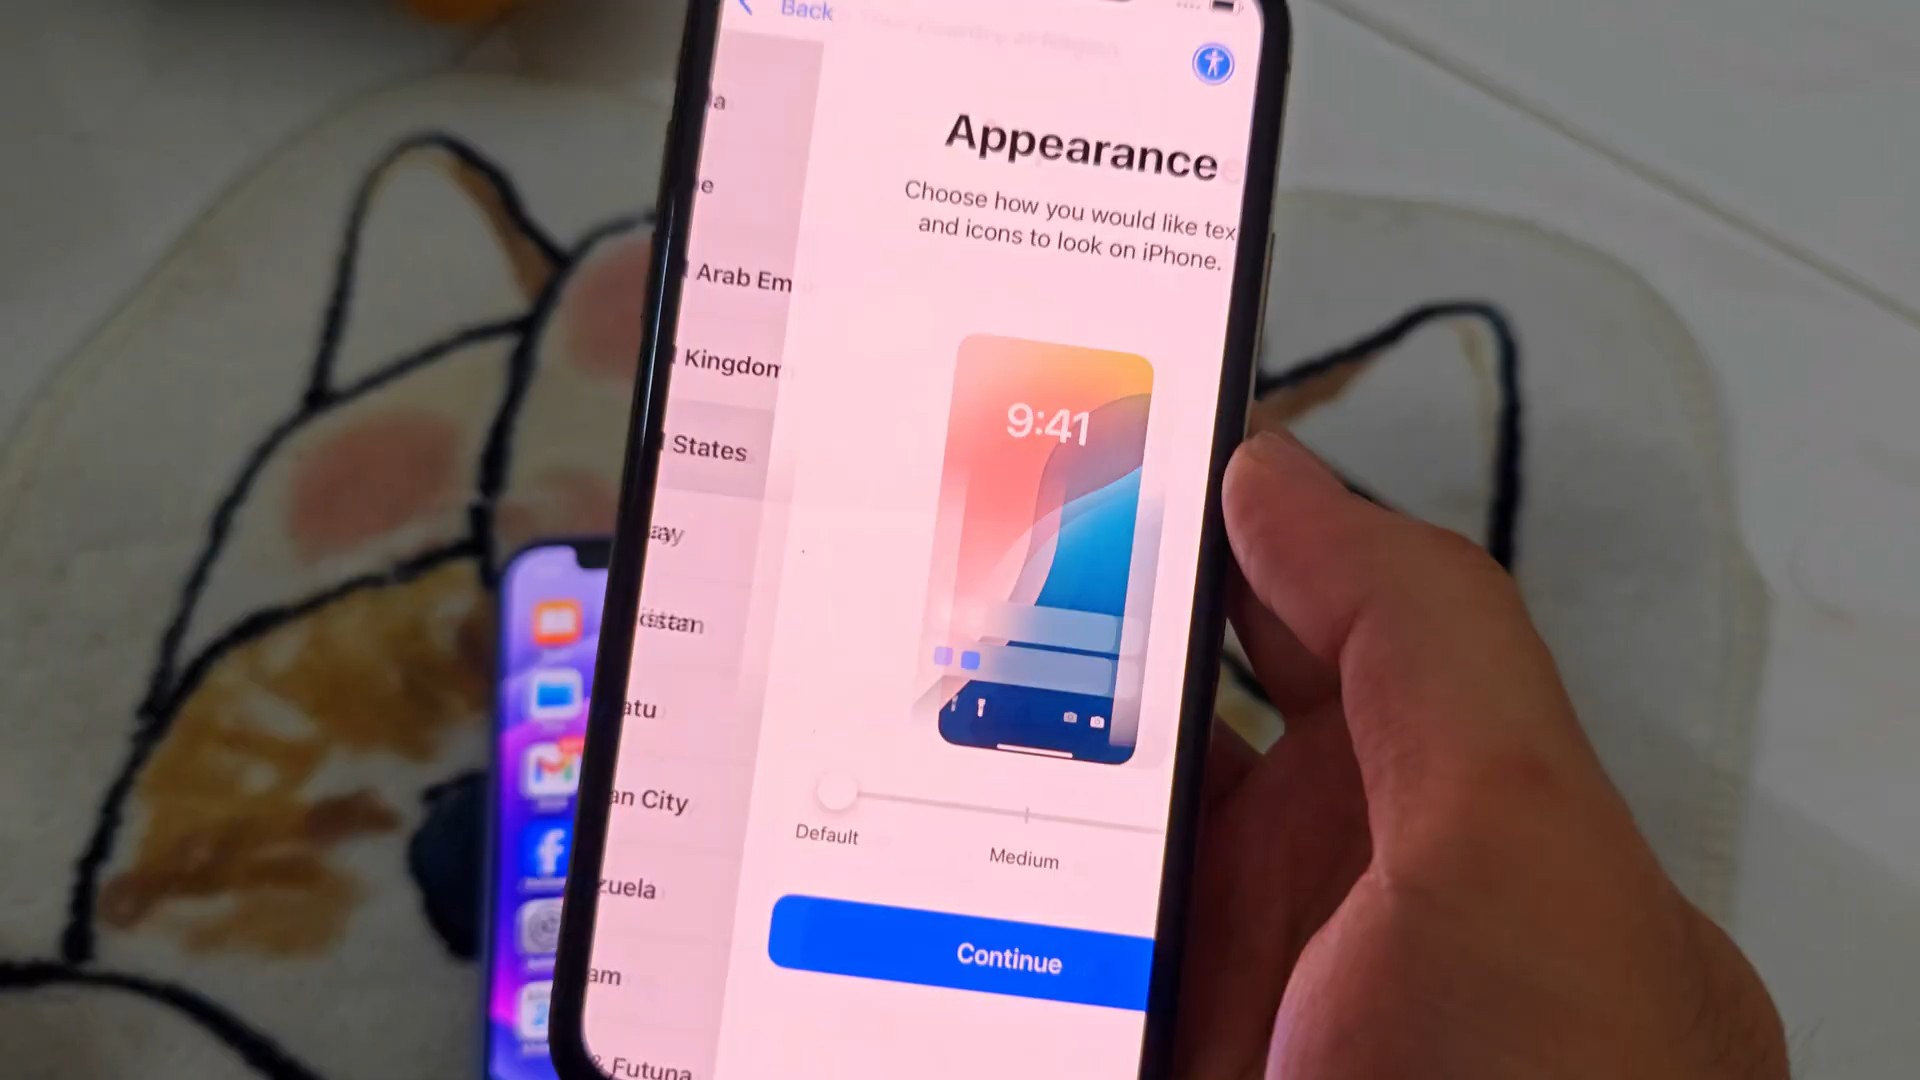 Back
Appearance
Choose how you would like tex
and icons to look on iPhone.
Arab Em
Kingdom
States
9:41
atu
an City
zuela
am
& Futuna
Default
Medium
Continue